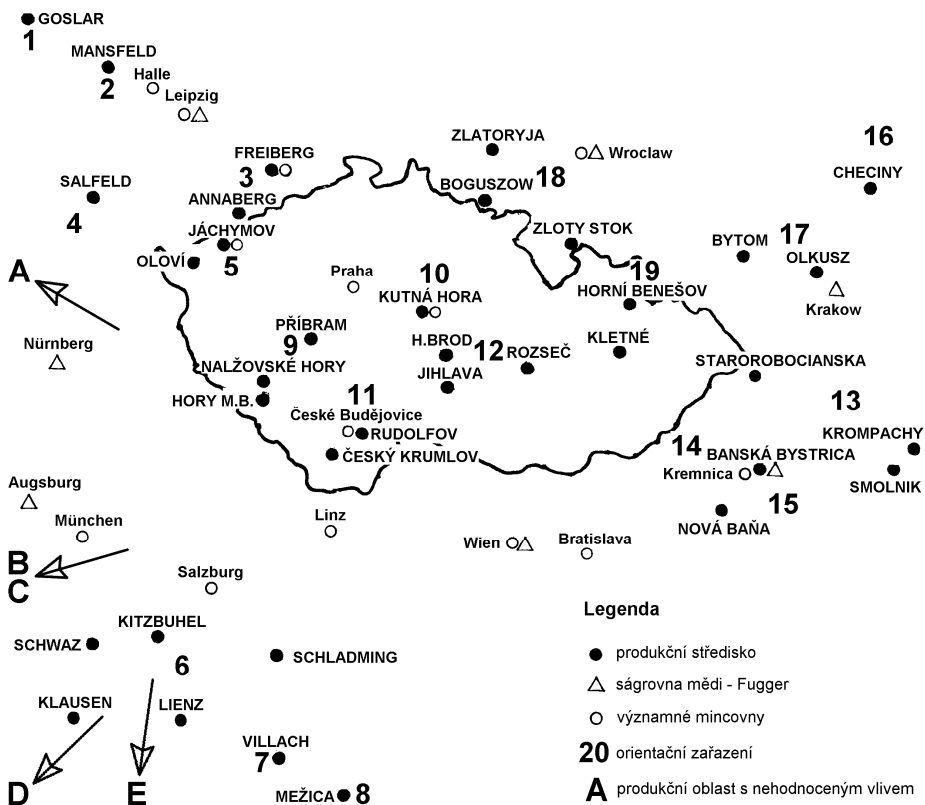 GOSLAR
1
MANSFELD
2
Halle
Leipzig
ZLATORYJA
16
FREIBERG
3
Wroclaw
CHECINY
SALFELD
4
BOGUSZOW 18
ANNABERG
JÁCHYMOV
5
ZLOTY STOK
BYTOM
17
OLKUSZ
OLOVÍ
A
Praha
10
KUTNÁ HORA
19
HORNÍ BENEŠOV
Krakow
Nürnberg
PŘÍBRAM
9
H.BROD
12
ROZSEČ
KLETNÉ
NALŽOVSKÉ HORY
JIHLAVA
STAROROBOCIANSKA
HORY M.B. Ř
11
České Budějovice
RUDOLFOV
ČESKÝ KRUMLOV
13
KROMPACHY
14
BANSKÁ BYSTRICA
Kremnica
SMOLNIK
15
NOVÁ BAŇA
Augsburg
München
Linz
Wien
Bratislava
B
C
Salzburg
KITZBUHEL
SCHWAZ
6
SCHLADMING
KLAUSEN
LIENZ
VILLACH
7
D
E
MEŽICA
8
Legenda
produkční středisko
ságrovna mědi - Fugger
významné mincovny
20 orientační zařazení
A produkční oblast s nehodnoceným vlivem